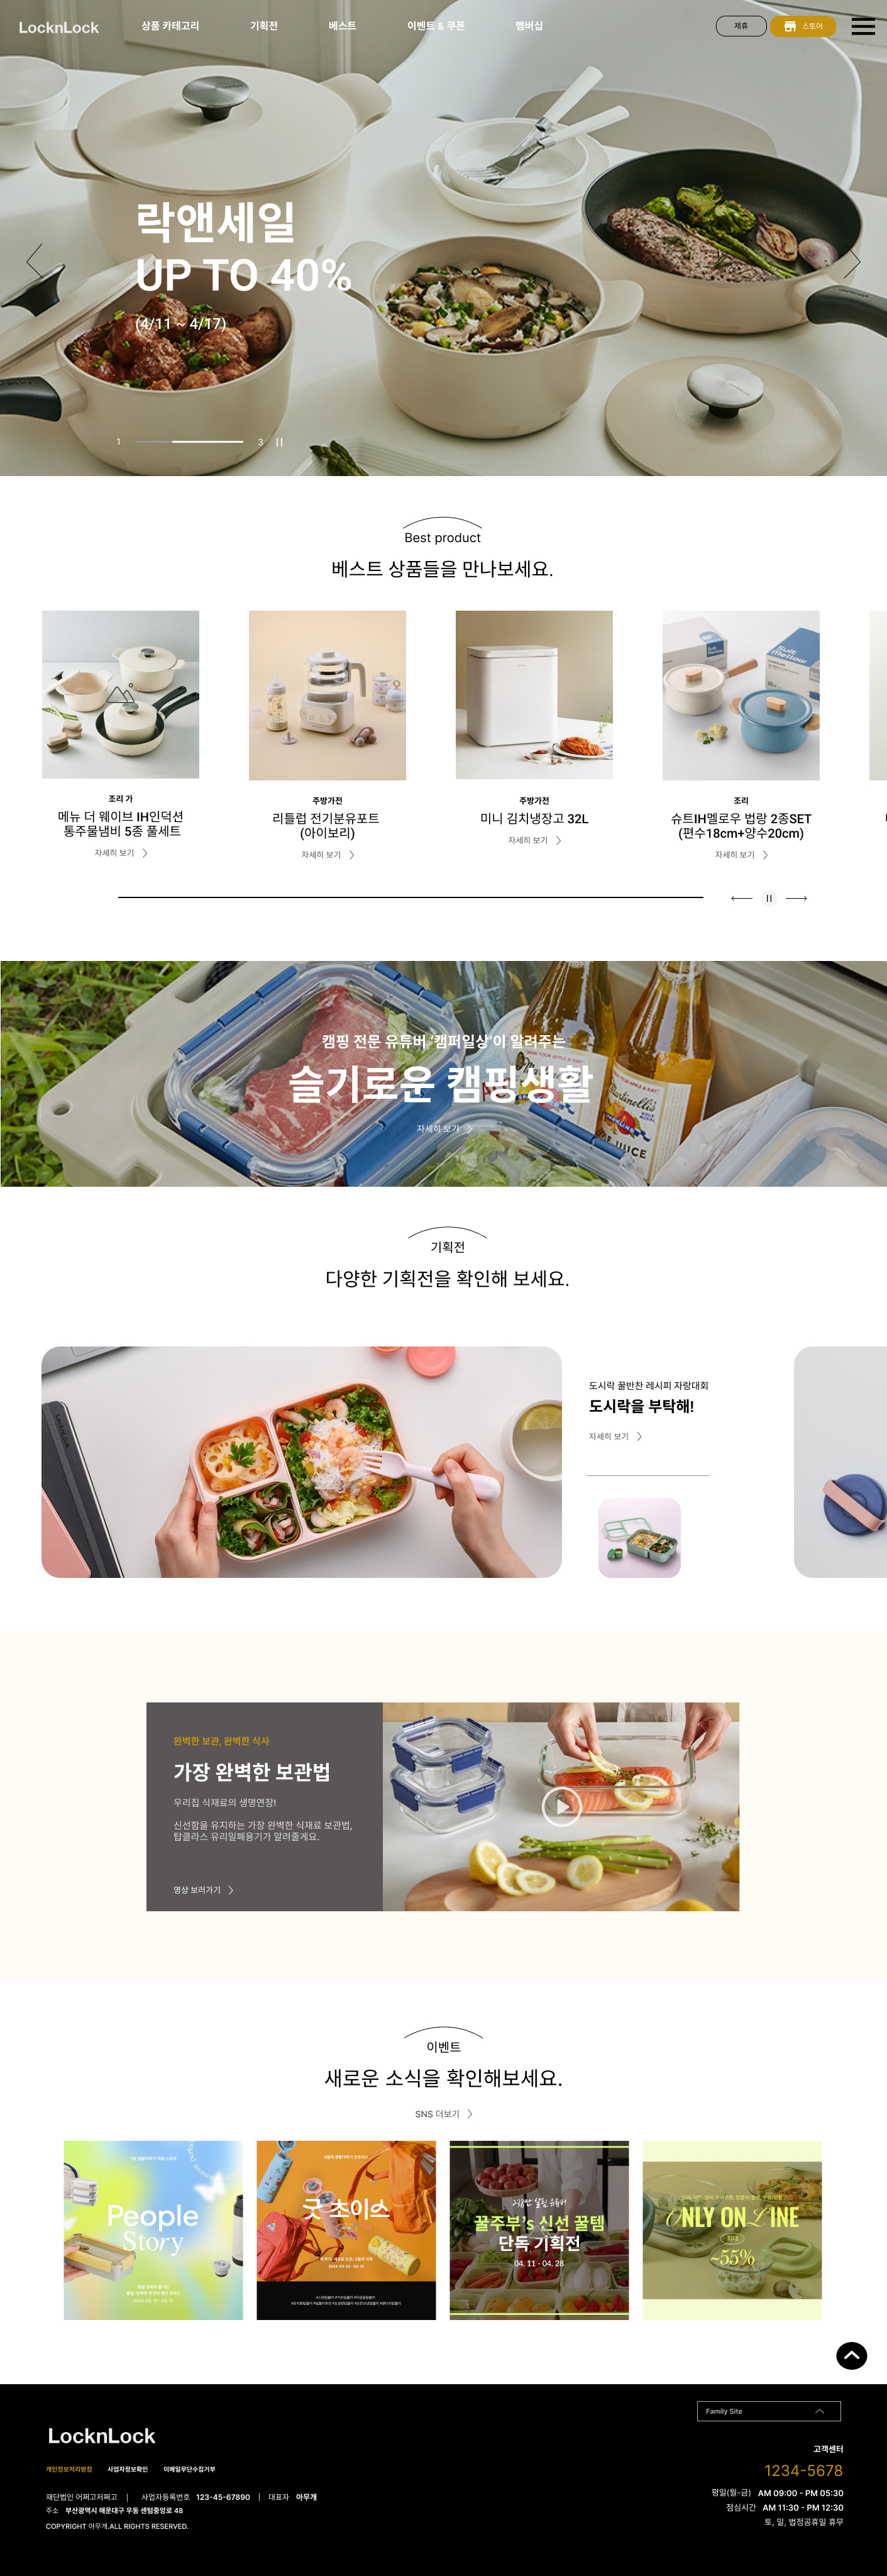 LocknLock
상품 카테고리
기획전
베스트
이벤트 & 쿠폰
멤버십
제휴
스토어
락앤세일
UP TO 40%
(4/11 ~ 4/17)
1
3
Best product
베스트 상품들을 만나보세요.
조리 가
메뉴 더 웨이브 IH인덕션
통주물냄비 5종 풀세트
자세히 보기
주방가전
리틀럽 전기분유포트
(아이보리)
자세히 보기
주방가전
미니 김치냉장고 32L
자세히 보기
조리
슈트IH멜로우 법랑 2종SET
(편수18cm+양수20cm)
자세히 보기
캠핑 전문 유튜버 '캠퍼일상'이 알려주는
슬기로운 캠핑생활
자세히 보기
기획전
다양한 기획전을 확인해 보세요.
도시락 꿀반찬 레시피 자랑대회
도시락을 부탁해!
자세히 보기
완벽한 보관, 완벽한 식사
가장 완벽한 보관법
우리집 식재료의 생명연장!
신선함을 유지하는 가장 완벽한 식재료 보관법,
탑클라스 유리밀폐용기가 알려줄게요.
영상 보러가기
이벤트
새로운 소식을 확인해보세요.
SNS 더보기
People
Story
굿 초이스
꿀주부's 신선 꿀템
단독 기획전
04. 11 - 04. 28
ONLY ON LINE
최대
~55%
Family Site
LocknLock
개인정보처리방침
사업자정보확인
이메일무단수집거부
재단법인 어쩌고저쩌고 | 사업자등록번호 123-45-67890 | 대표자 아무개
주소 부산광역시 해운대구 우동 센텀중앙로 48
COPYRIGHT 아무개.ALL RIGHTS RESERVED.
고객센터
1234-5678
평일(월-금) AM 09:00 - PM 05:30
점심시간 AM 11:30 - PM 12:30
토, 일, 법정공휴일 휴무